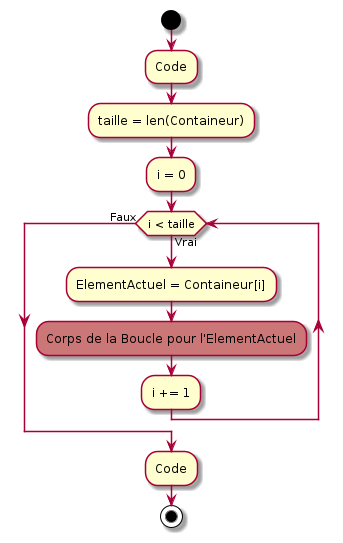 Code
taille = len(Containeur)
i = 0
Faux
i < taille
Vrai
ElementActuel = Containeur[i]
Corps de la Boucle pour l'ElementActuel
i += 1
Code